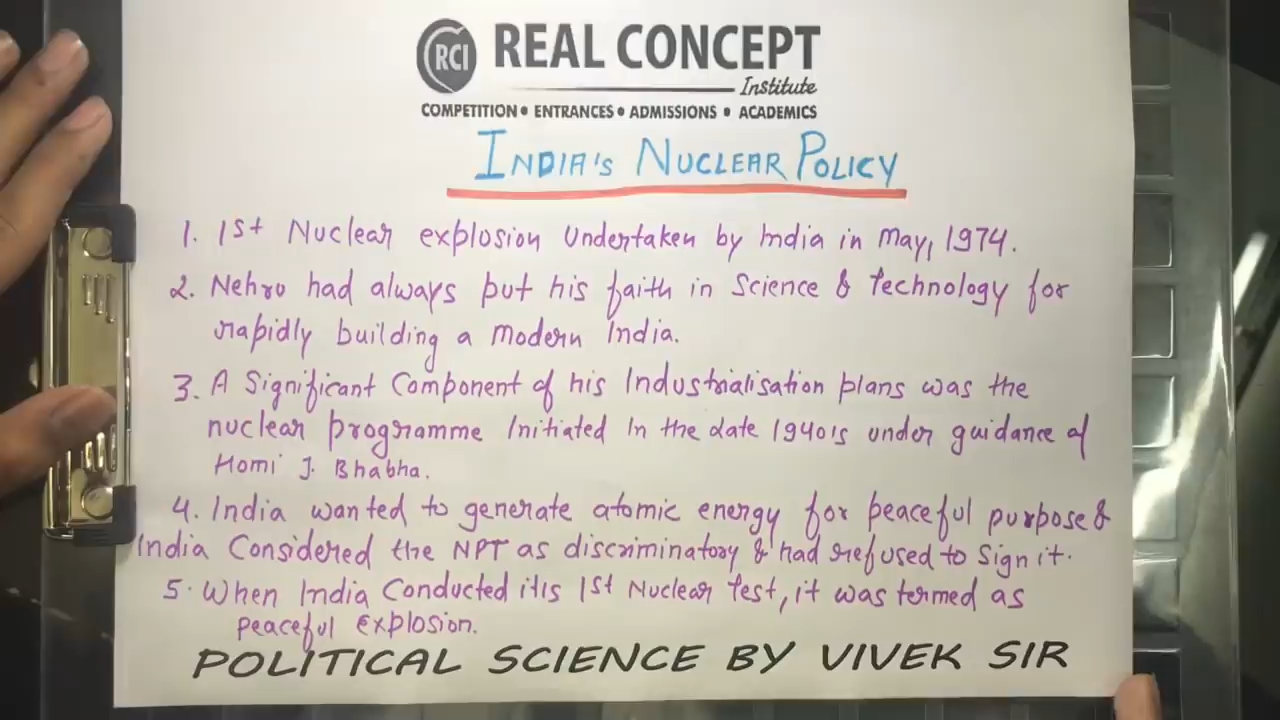 RCI REAL CONCEPT
Institute
COMPETITION • ENTRANCES • ADMISSIONS • ACADEMICS
INDIA'S NUCLEAR POLICY
1. 1st Nuclear explosion Undertaken by India in May, 1974.
2. Nehru had always put his faith in Science & Technology for
rapidly building a Modern India.
3. A Significant Component of his Industrialisation plans was the
nuclear programme Initiated In the Late 1940's under guidance of
Homi J. Bhabha.
4. India wanted to generate atomic energy for peaceful purpose &
India Considered the NPT as discriminatory & had refused to Sign it.
5. When India Conducted it's 1st Nuclear Test, it was termed as
peaceful Explosion.
POLITICAL SCIENCE BY VIVEK SIR